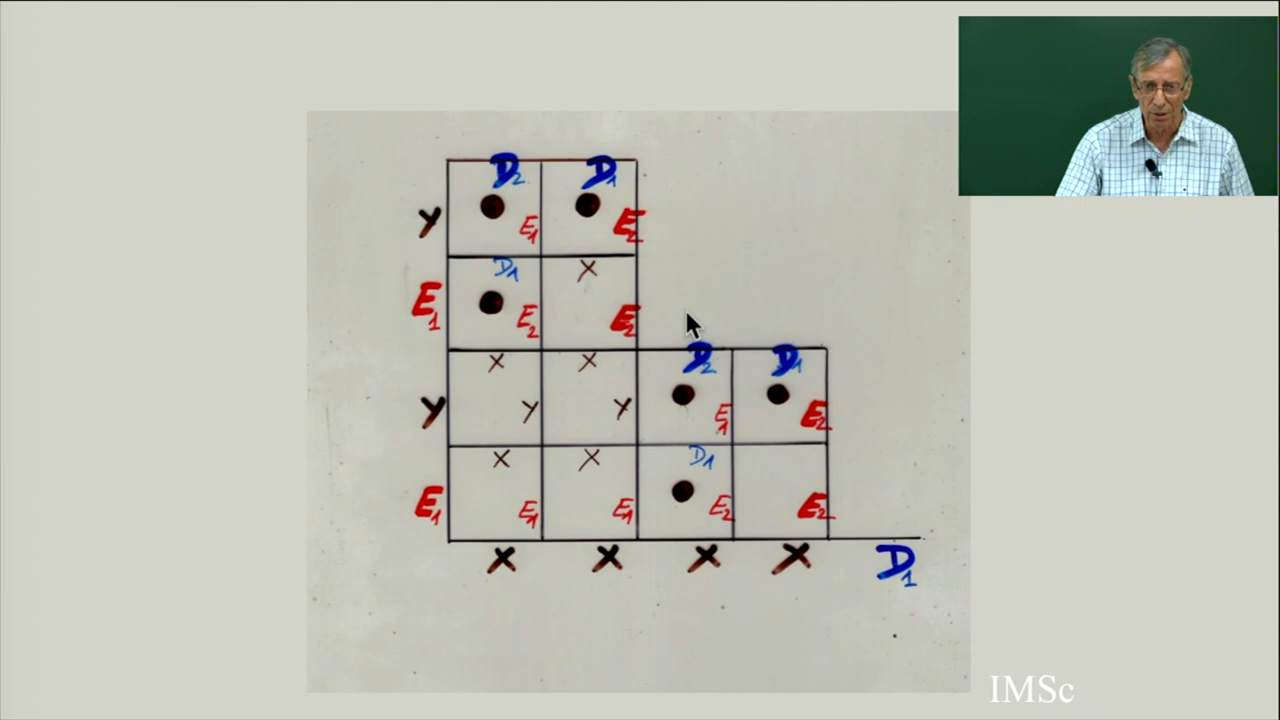 D₂ D₁
Y E₁ E₂
D₁ X
E₁ E₂ E₂
X X D₂ D₁
Y Y Y E₁ E₂
X X D₁
E₁ E₁ E₁ E₂ E₂
X X X X D₁
IMSc